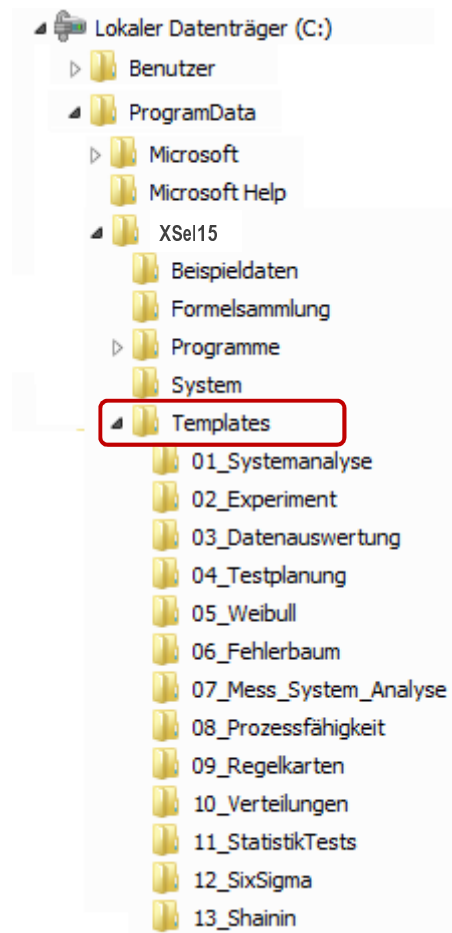 Lokaler Datenträger (C:)
Benutzer
ProgramData
Microsoft
Microsoft Help
XSel15
Beispieldaten
Formelsammlung
Programme
System
Templates
01_Systemanalyse
02_Experiment
03_Datenauswertung
04_Testplanung
05_Weibull
06_Fehlerbaum
07_Mess_System_Analyse
08_Prozessfähigkeit
09_Regelkarten
10_Verteilungen
11_StatistikTests
12_SixSigma
13_Shainin